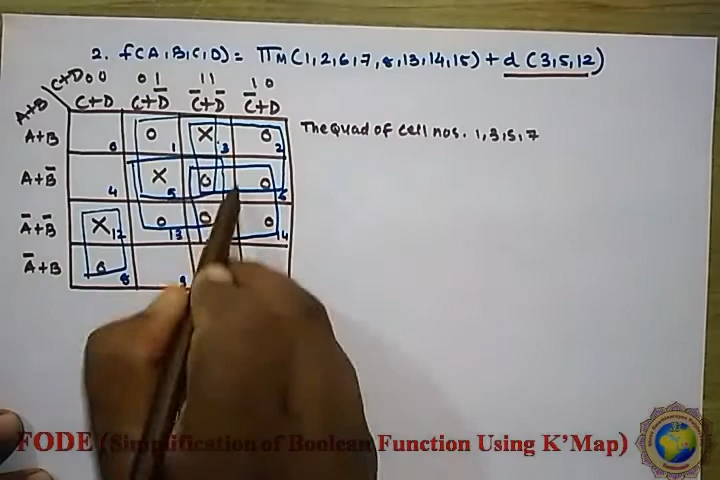 2. f(A,B,C,D) = ΠM(1,2,6,7,8,13,14,15) + d(3,5,12)
C+D 00 01 11 10
A+B C+D C+D̅ C̅+D̅ C̅+D
A+B 0 0 1 X 3 0 2 The quad of cell nos. 1,3,5,7
A+B̅ 4 X 5 0 0 6
A̅+B̅ X 12 0 13 0 0 14
A̅+B 0 8 9
FODE (Simplification of Boolean Function Using K'Map)